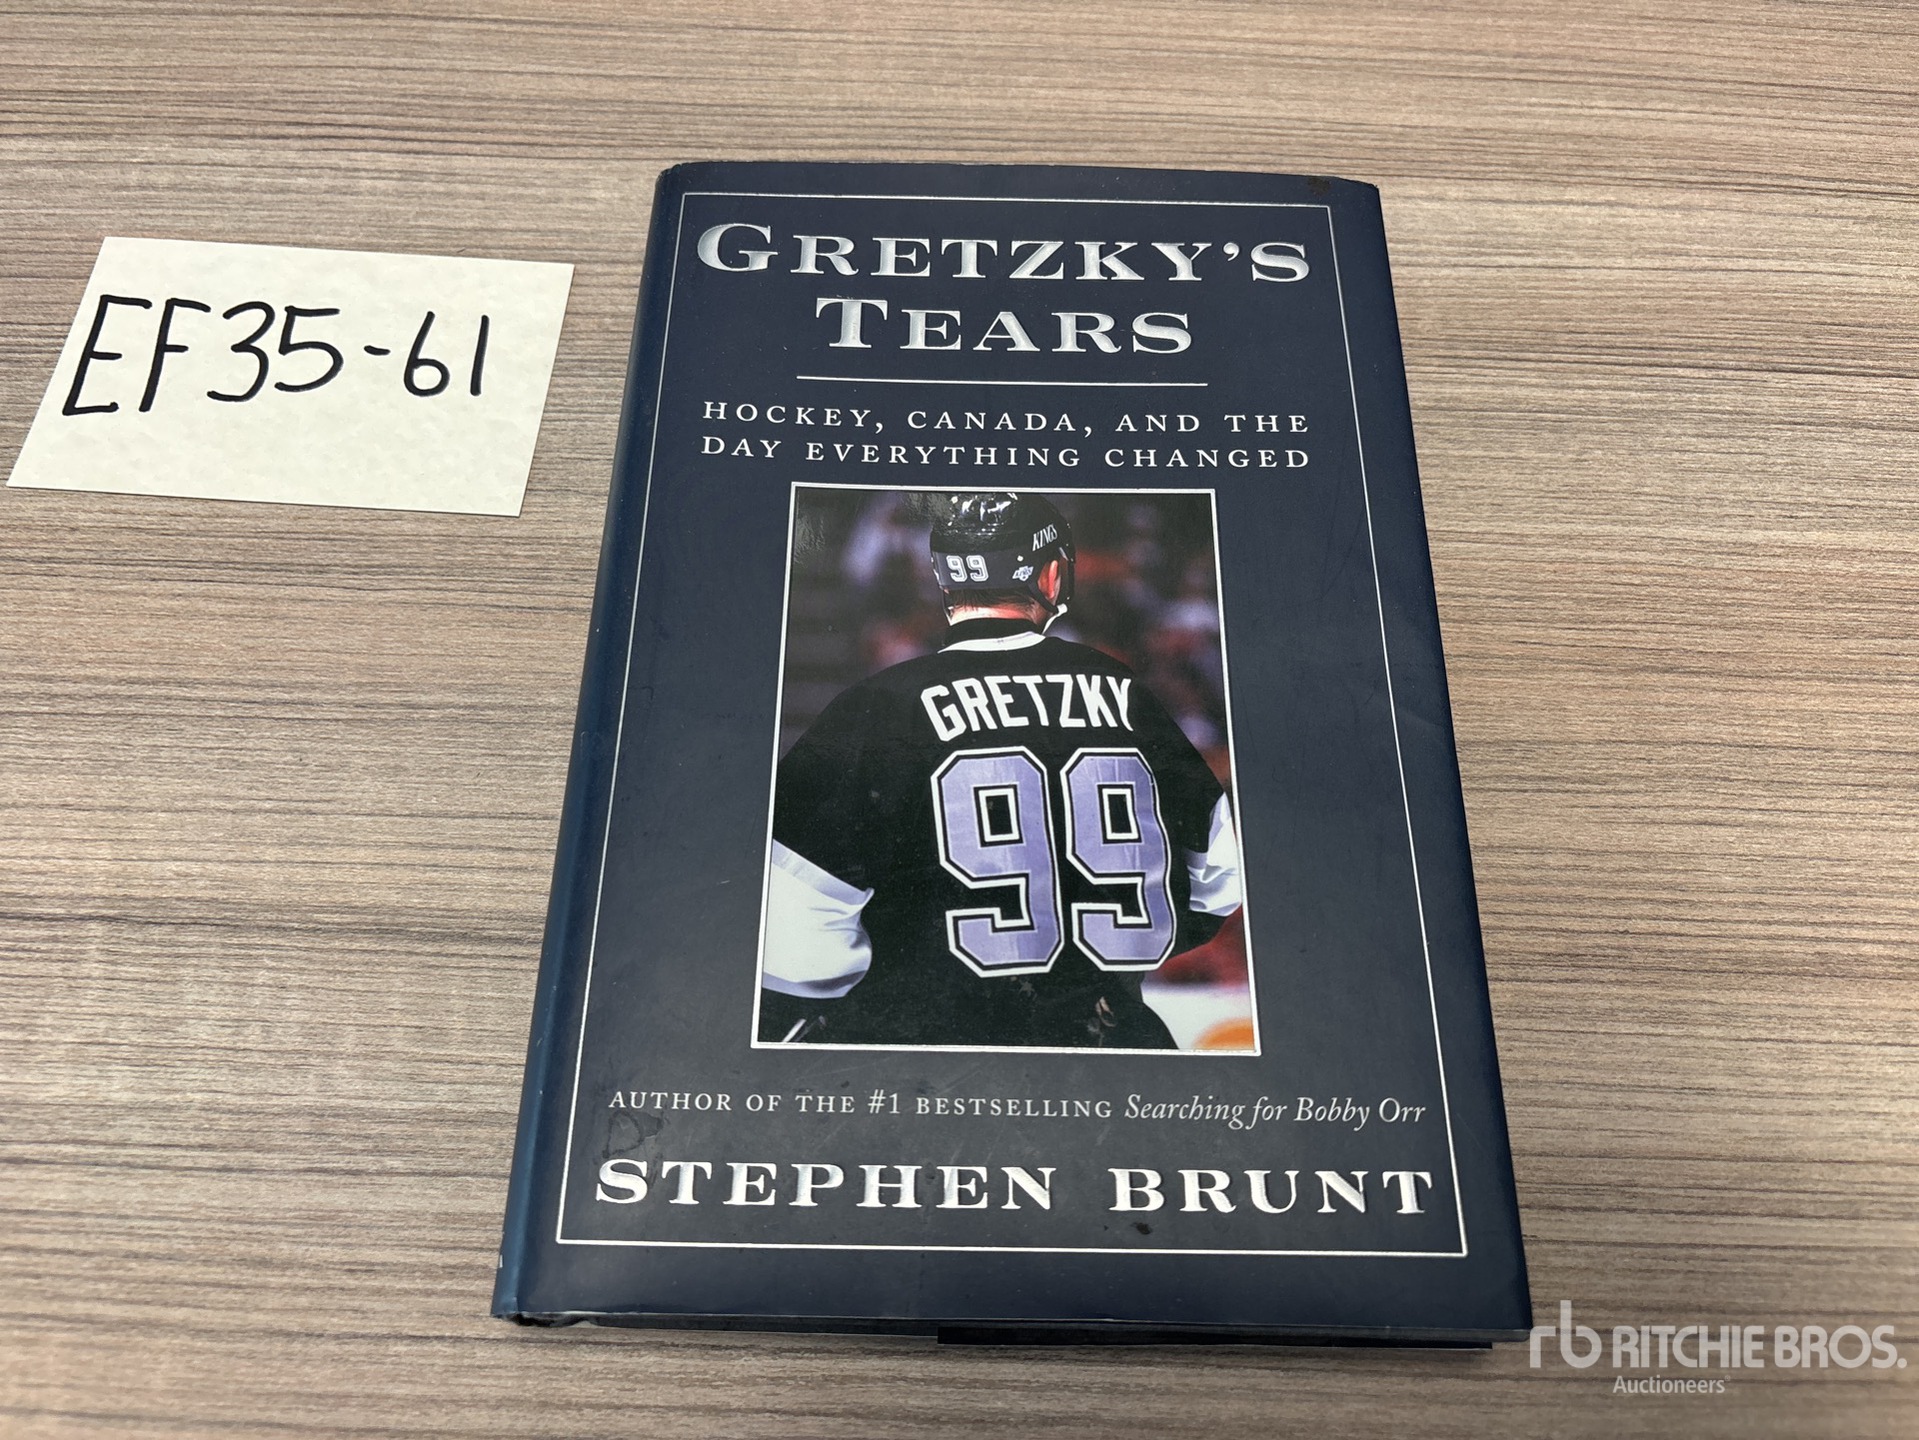 EF35-61
GRETZKY'S
TEARS
HOCKEY, CANADA, AND THE
DAY EVERYTHING CHANGED
KINGS
99
GRETZKY
99
AUTHOR OF THE #1 BESTSELLING Searching for Bobby Orr
STEPHEN BRUNT
rb RITCHIE BROS.
Auctioneers